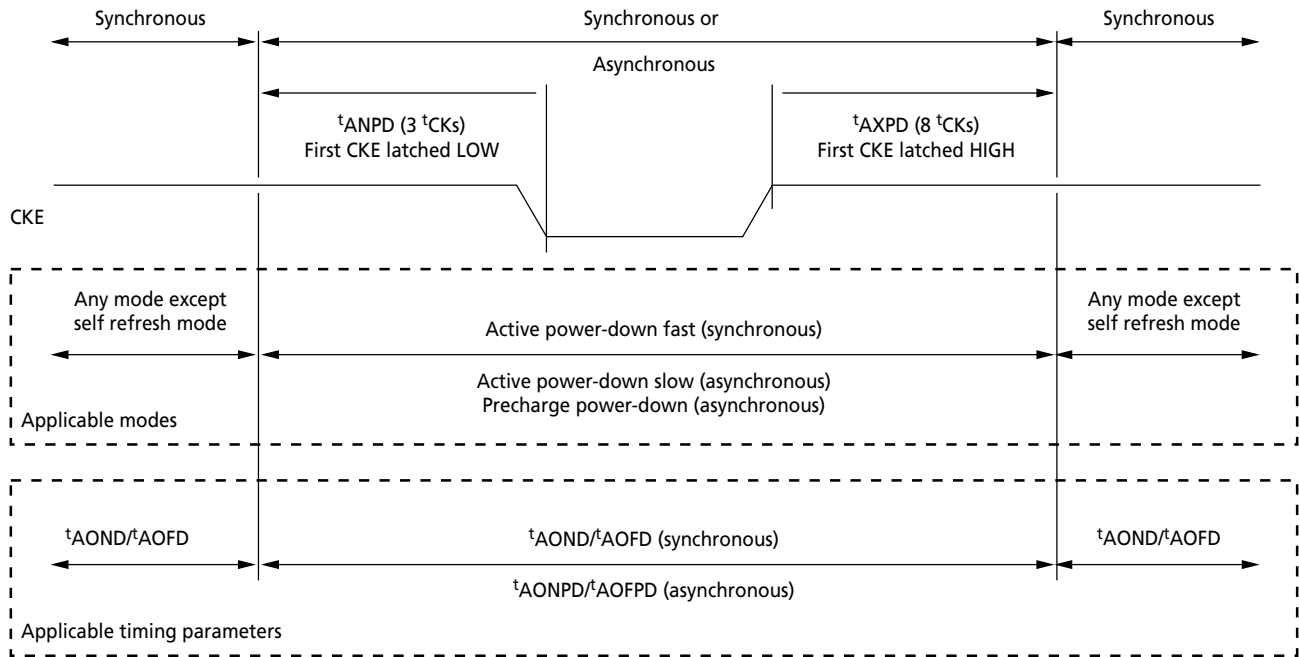 Synchronous
Synchronous or
Asynchronous
Synchronous
tANPD (3 tCKs)
First CKE latched LOW
tAXPD (8 tCKs)
First CKE latched HIGH
CKE
Any mode except
self refresh mode
Active power-down fast (synchronous)
Active power-down slow (asynchronous)
Precharge power-down (asynchronous)
Any mode except
self refresh mode
Applicable modes
tAOND/tAOFD
tAOND/tAOFD (synchronous)
tAONPD/tAOFPD (asynchronous)
tAOND/tAOFD
Applicable timing parameters